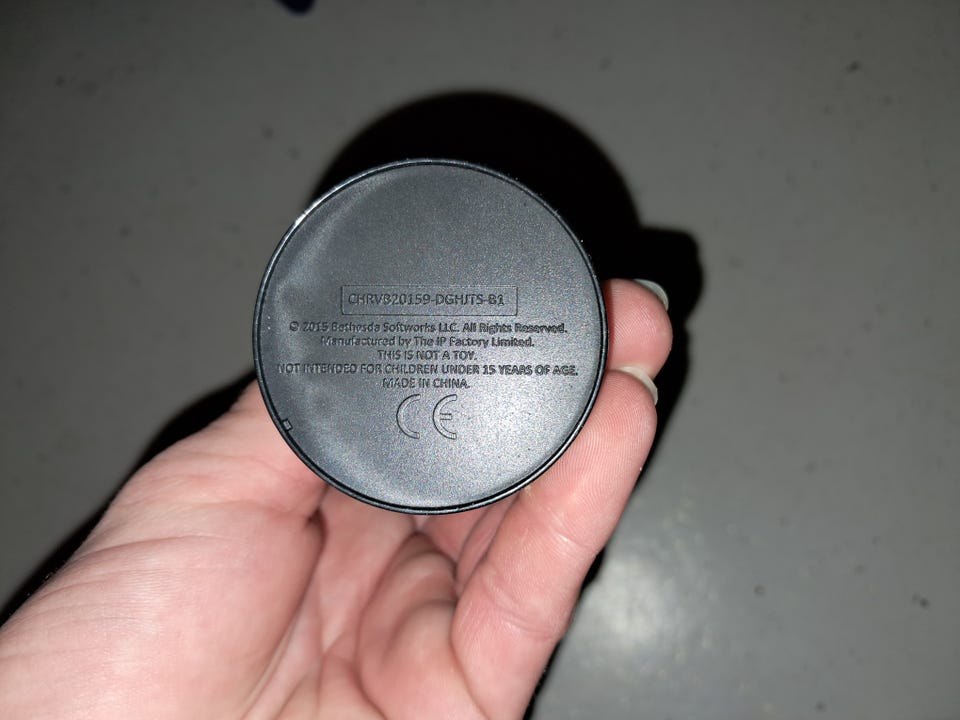 CHRVB20159-DGHJTS-B1
© 2015 Bethesda Softworks LLC. All Rights Reserved.
Manufactured by The IP Factory Limited.
THIS IS NOT A TOY.
NOT INTENDED FOR CHILDREN UNDER 15 YEARS OF AGE.
MADE IN CHINA.
CE